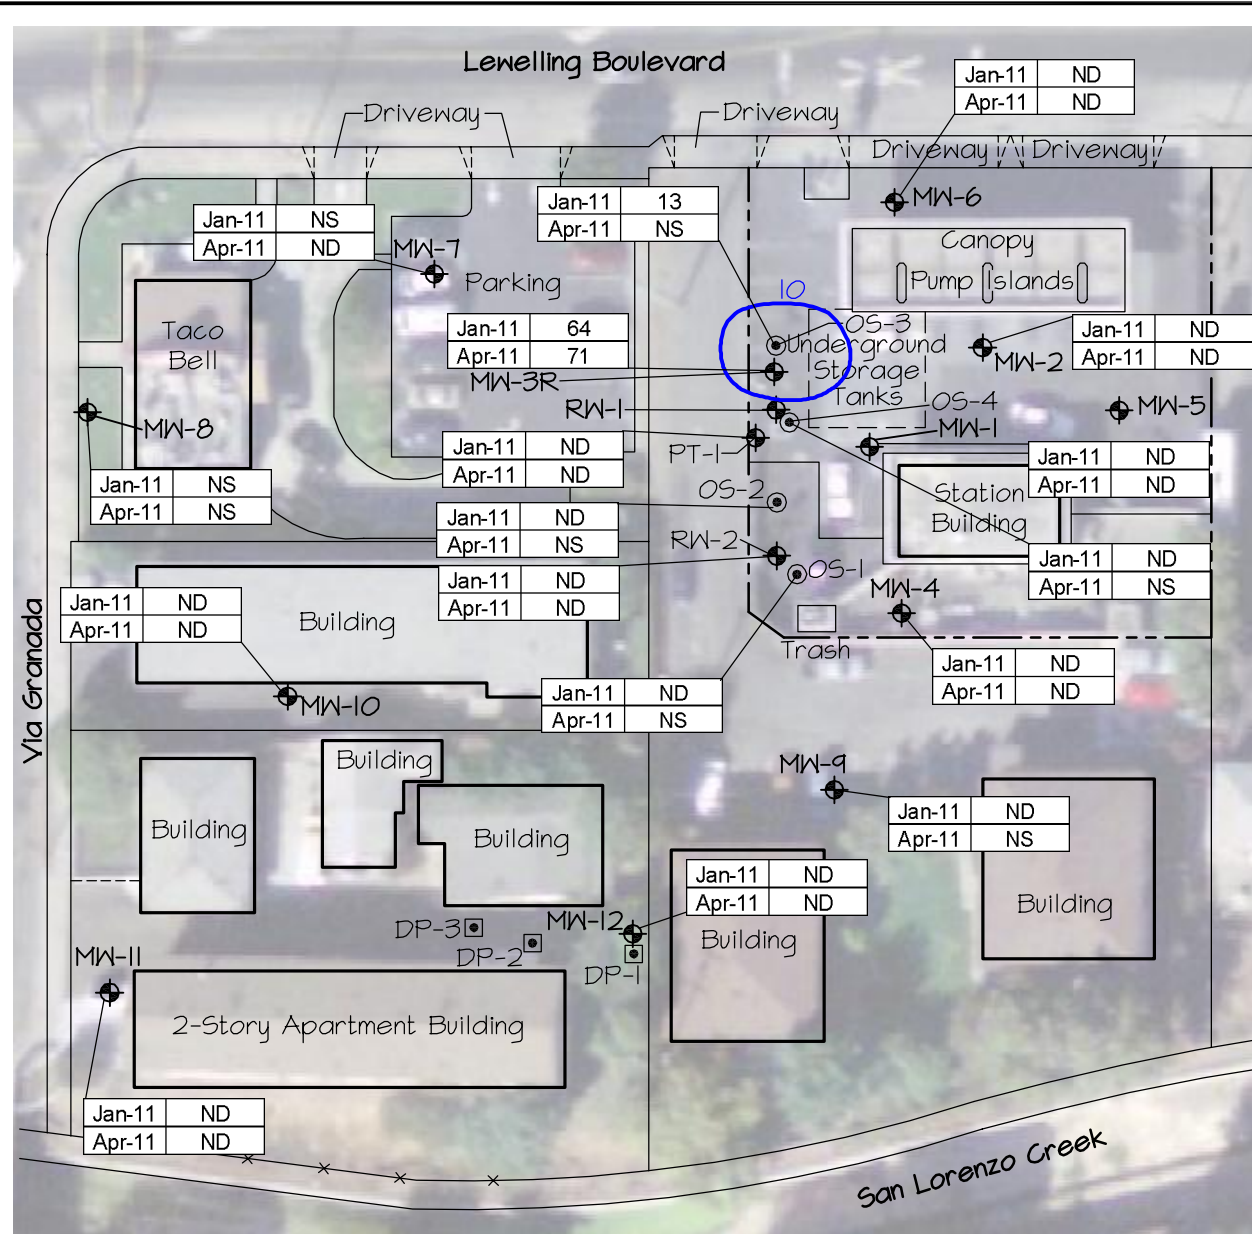 Lewelling Boulevard
Jan-11 ND
Apr-11 ND
Driveway
Driveway
Driveway
Driveway
Jan-11 13
Apr-11 NS
MW-6
Jan-11 NS
Apr-11 ND
MW-7
Canopy
Pump Islands
Parking
10
Taco
Bell
Jan-11 64
Apr-11 71
OS-3
Underground
Storage
Tanks
Jan-11 ND
Apr-11 ND
MW-2
MW-3R
RW-1
OS-4
MW-5
MW-8
MW-1
PT-1
Jan-11 ND
Apr-11 ND
Jan-11 ND
Apr-11 ND
Jan-11 NS
Apr-11 NS
OS-2
Station
Building
Jan-11 ND
Apr-11 NS
RW-2
Jan-11 ND
Apr-11 NS
OS-1
Jan-11 ND
Apr-11 ND
Jan-11 ND
Apr-11 ND
Building
MW-4
Trash
Via Granada
Jan-11 ND
Apr-11 ND
MW-10
Jan-11 ND
Apr-11 NS
Building
MW-9
Jan-11 ND
Apr-11 NS
Building
Building
Jan-11 ND
Apr-11 ND
Building
Building
DP-3
DP-2
MW-12
DP-1
MW-11
2-Story Apartment Building
Jan-11 ND
Apr-11 ND
San Lorenzo Creek